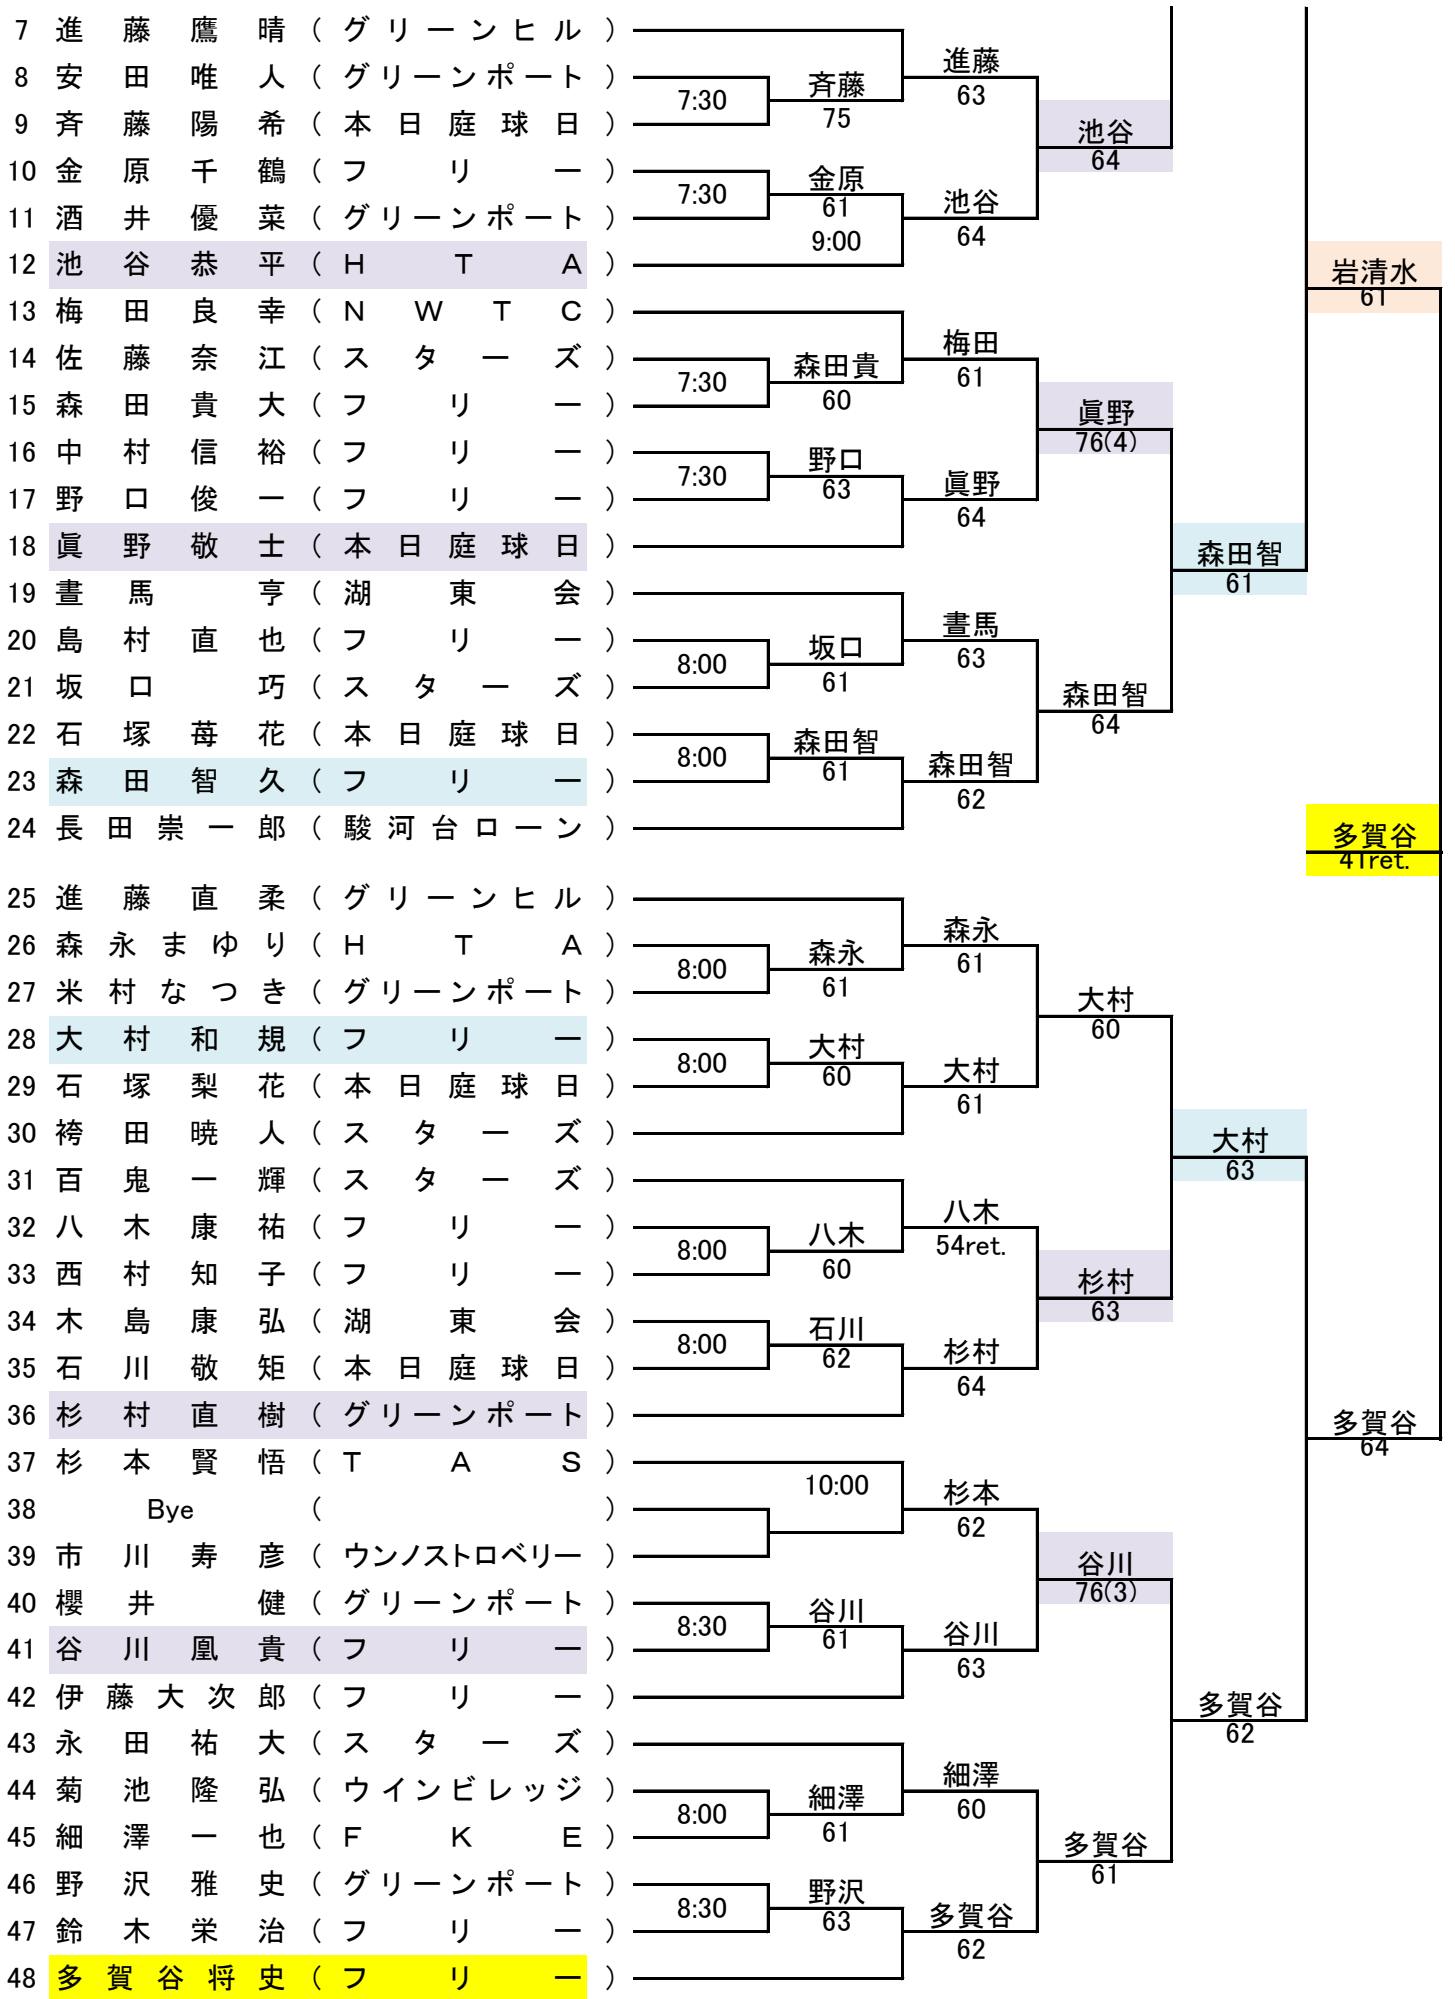 7 進藤鷹晴（グリーンヒル）
8 安田唯人（グリーンポート）
9 斉藤陽希（本日庭球日）
10 金原千鶴（フリー）
11 酒井優菜（グリーンポート）
12 池谷恭平（HTA）
13 梅田良幸（NWTC）
14 佐藤奈江（スターズ）
15 森田貴大（フリー）
16 中村信裕（フリー）
17 野口俊一（フリー）
18 眞野敬士（本日庭球日）
19 晝馬亨（湖東会）
20 島村直也（フリー）
21 坂口巧（スターズ）
22 石塚苺花（本日庭球日）
23 森田智久（フリー）
24 長田崇一郎（駿河台ローン）
25 進藤直柔（グリーンヒル）
26 森永まゆり（HTA）
27 米村なつき（グリーンポート）
28 大村和規（フリー）
29 石塚梨花（本日庭球日）
30 袴田暁人（スターズ）
31 百鬼一輝（スターズ）
32 八木康祐（フリー）
33 西村知子（フリー）
34 木島康弘（湖東会）
35 石川敬矩（本日庭球日）
36 杉村直樹（グリーンポート）
37 杉本賢悟（TAS）
38 Bye（ ）
39 市川寿彦（ウンノストロベリー）
40 櫻井健（グリーンポート）
41 谷川凰貴（フリー）
42 伊藤大次郎（フリー）
43 永田祐大（スターズ）
44 菊池隆弘（ウインビレッジ）
45 細澤一也（FKE）
46 野沢雅史（グリーンポート）
47 鈴木栄治（フリー）
48 多賀谷将史（フリー）
7:30
7:30
7:30
7:30
8:00
8:00
8:00
8:00
8:00
8:00
8:30
8:00
8:30
斉藤
75
金原
61
9:00
森田貴
60
野口
63
坂口
61
森田智
61
森永
61
大村
60
八木
60
石川
62
10:00
谷川
61
細澤
61
野沢
63
進藤
63
池谷
64
梅田
61
眞野
64
晝馬
63
森田智
62
森永
61
大村
61
八木
54ret.
杉村
64
杉本
62
谷川
63
細澤
60
多賀谷
62
池谷
64
眞野
76(4)
森田智
64
大村
60
杉村
63
谷川
76(3)
多賀谷
61
森田智
61
大村
63
多賀谷
62
岩清水
61
多賀谷
41ret.
多賀谷
64